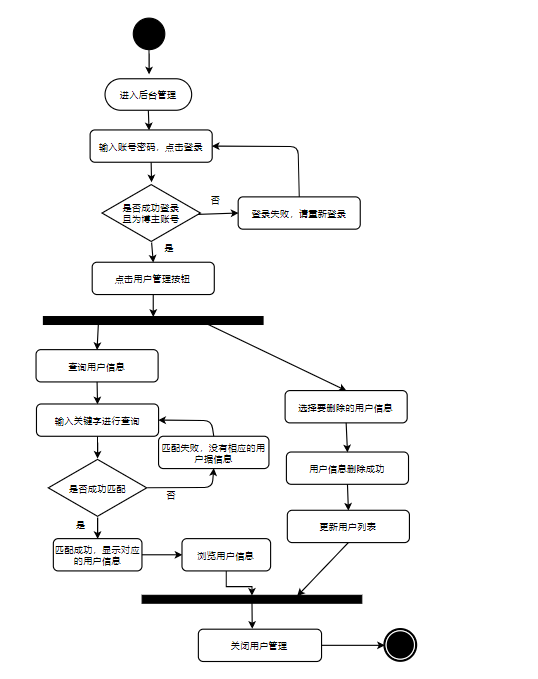 进入后台管理
输入账号密码，点击登录
是否成功登录
且为博主账号
否
登录失败，请重新登录
是
点击用户管理按钮
查询用户信息
选择要删除的用户信息
输入关键字进行查询
匹配失败，没有相应的用
户据信息
用户信息删除成功
是否成功匹配
否
是
更新用户列表
匹配成功，显示对应
的用户信息
浏览用户信息
关闭用户管理